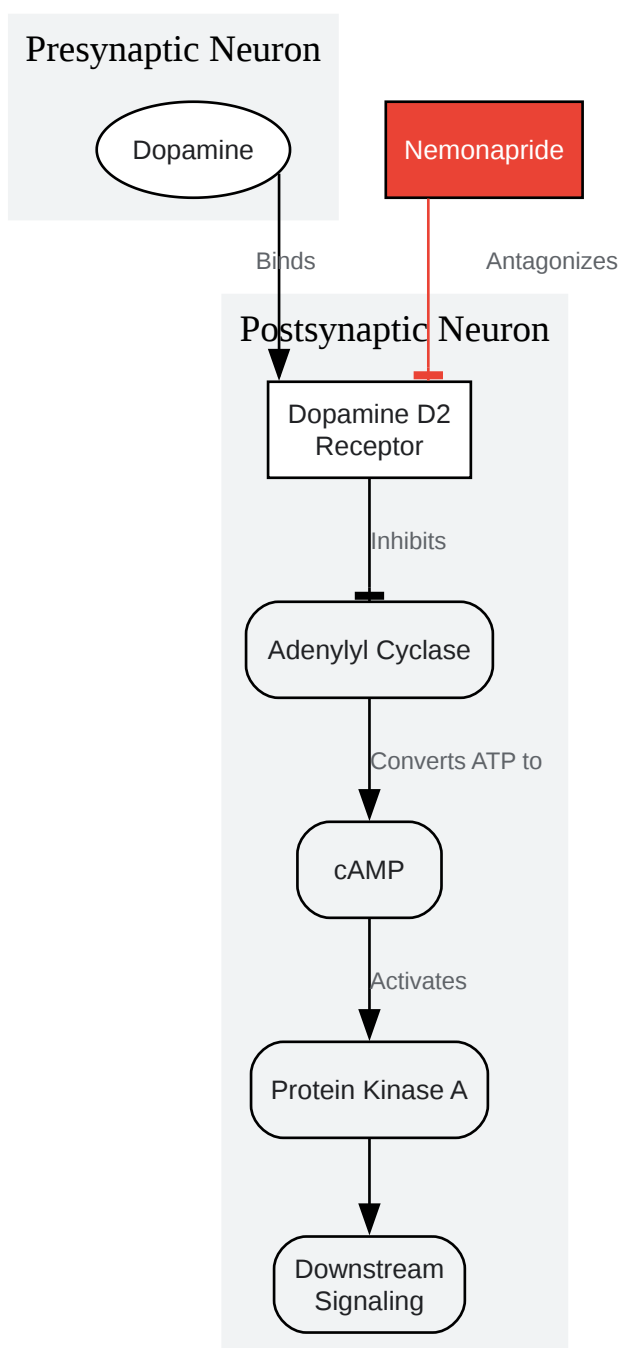 Presynaptic Neuron
Dopamine
Nemonapride
Binds
Antagonizes
Postsynaptic Neuron
Dopamine D2
Receptor
Inhibits
Adenylyl Cyclase
Converts ATP to
cAMP
Activates
Protein Kinase A
Downstream
Signaling